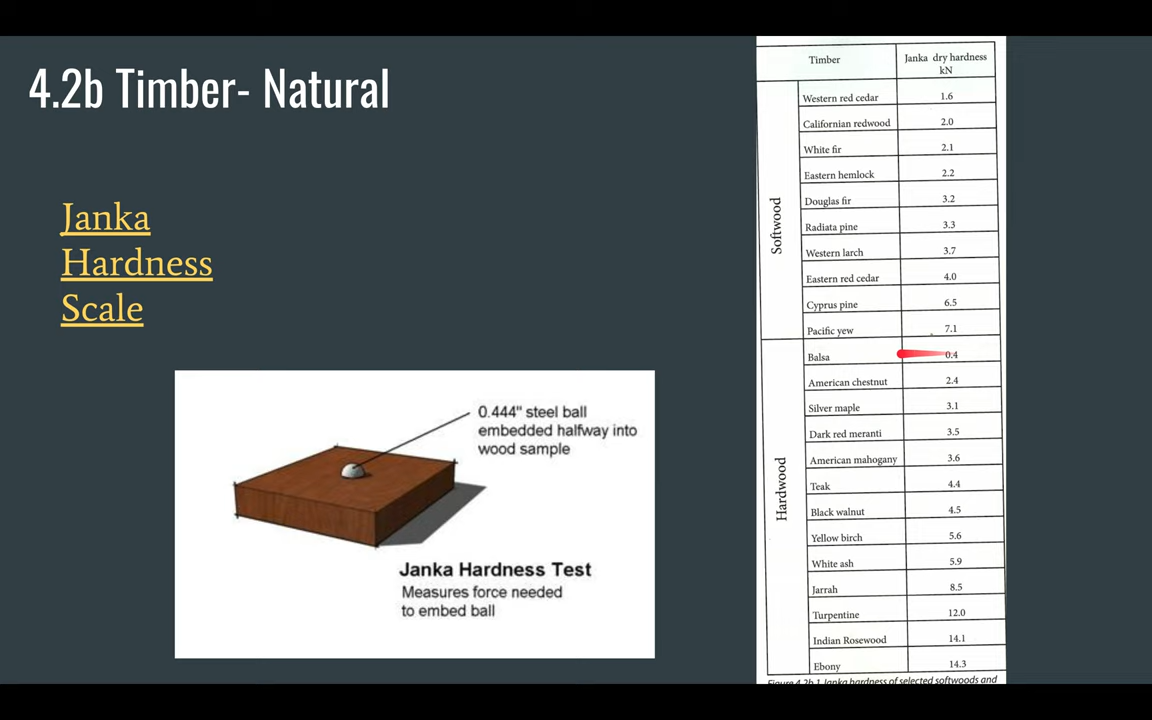 4.2b Timber- Natural
Janka
Hardness
Scale
0.444" steel ball
embedded halfway into
wood sample
Janka Hardness Test
Measures force needed
to embed ball
Timber Janka dry hardness
kN
Softwood
Western red cedar 1.6
Californian redwood 2.0
White fir 2.1
Eastern hemlock 2.2
Douglas fir 3.2
Radiata pine 3.3
Western larch 3.7
Eastern red cedar 4.0
Cyprus pine 6.5
Pacific yew 7.1
Hardwood
Balsa 0.4
American chestnut 2.4
Silver maple 3.1
Dark red meranti 3.5
American mahogany 3.6
Teak 4.4
Black walnut 4.5
Yellow birch 5.6
White ash 5.9
Jarrah 8.5
Turpentine 12.0
Indian Rosewood 14.1
Ebony 14.3
Figure 4.2b.1 Janka hardness of selected softwoods and